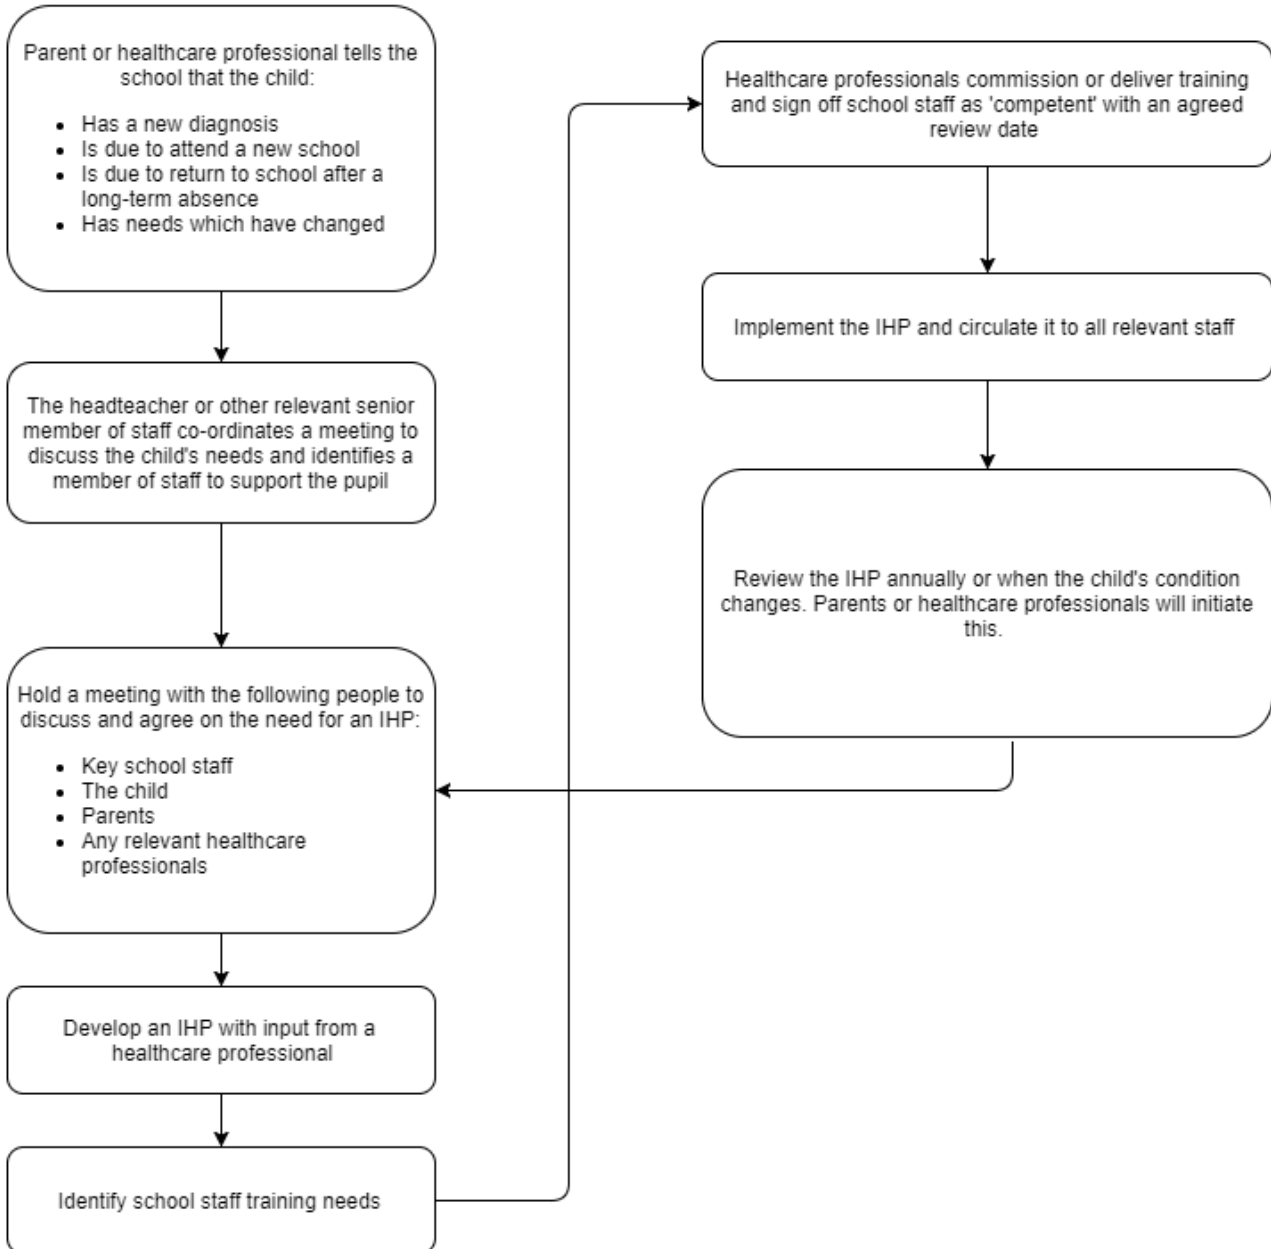 Parent or healthcare professional tells the
school that the child:
• Has a new diagnosis
• Is due to attend a new school
• Is due to return to school after a
long-term absence
• Has needs which have changed
The headteacher or other relevant senior
member of staff co-ordinates a meeting to
discuss the child's needs and identifies a
member of staff to support the pupil
Hold a meeting with the following people to
discuss and agree on the need for an IHP:
• Key school staff
• The child
• Parents
• Any relevant healthcare
professionals
Develop an IHP with input from a
healthcare professional
Identify school staff training needs
Healthcare professionals commission or deliver training
and sign off school staff as 'competent' with an agreed
review date
Implement the IHP and circulate it to all relevant staff
Review the IHP annually or when the child's condition
changes. Parents or healthcare professionals will initiate
this.